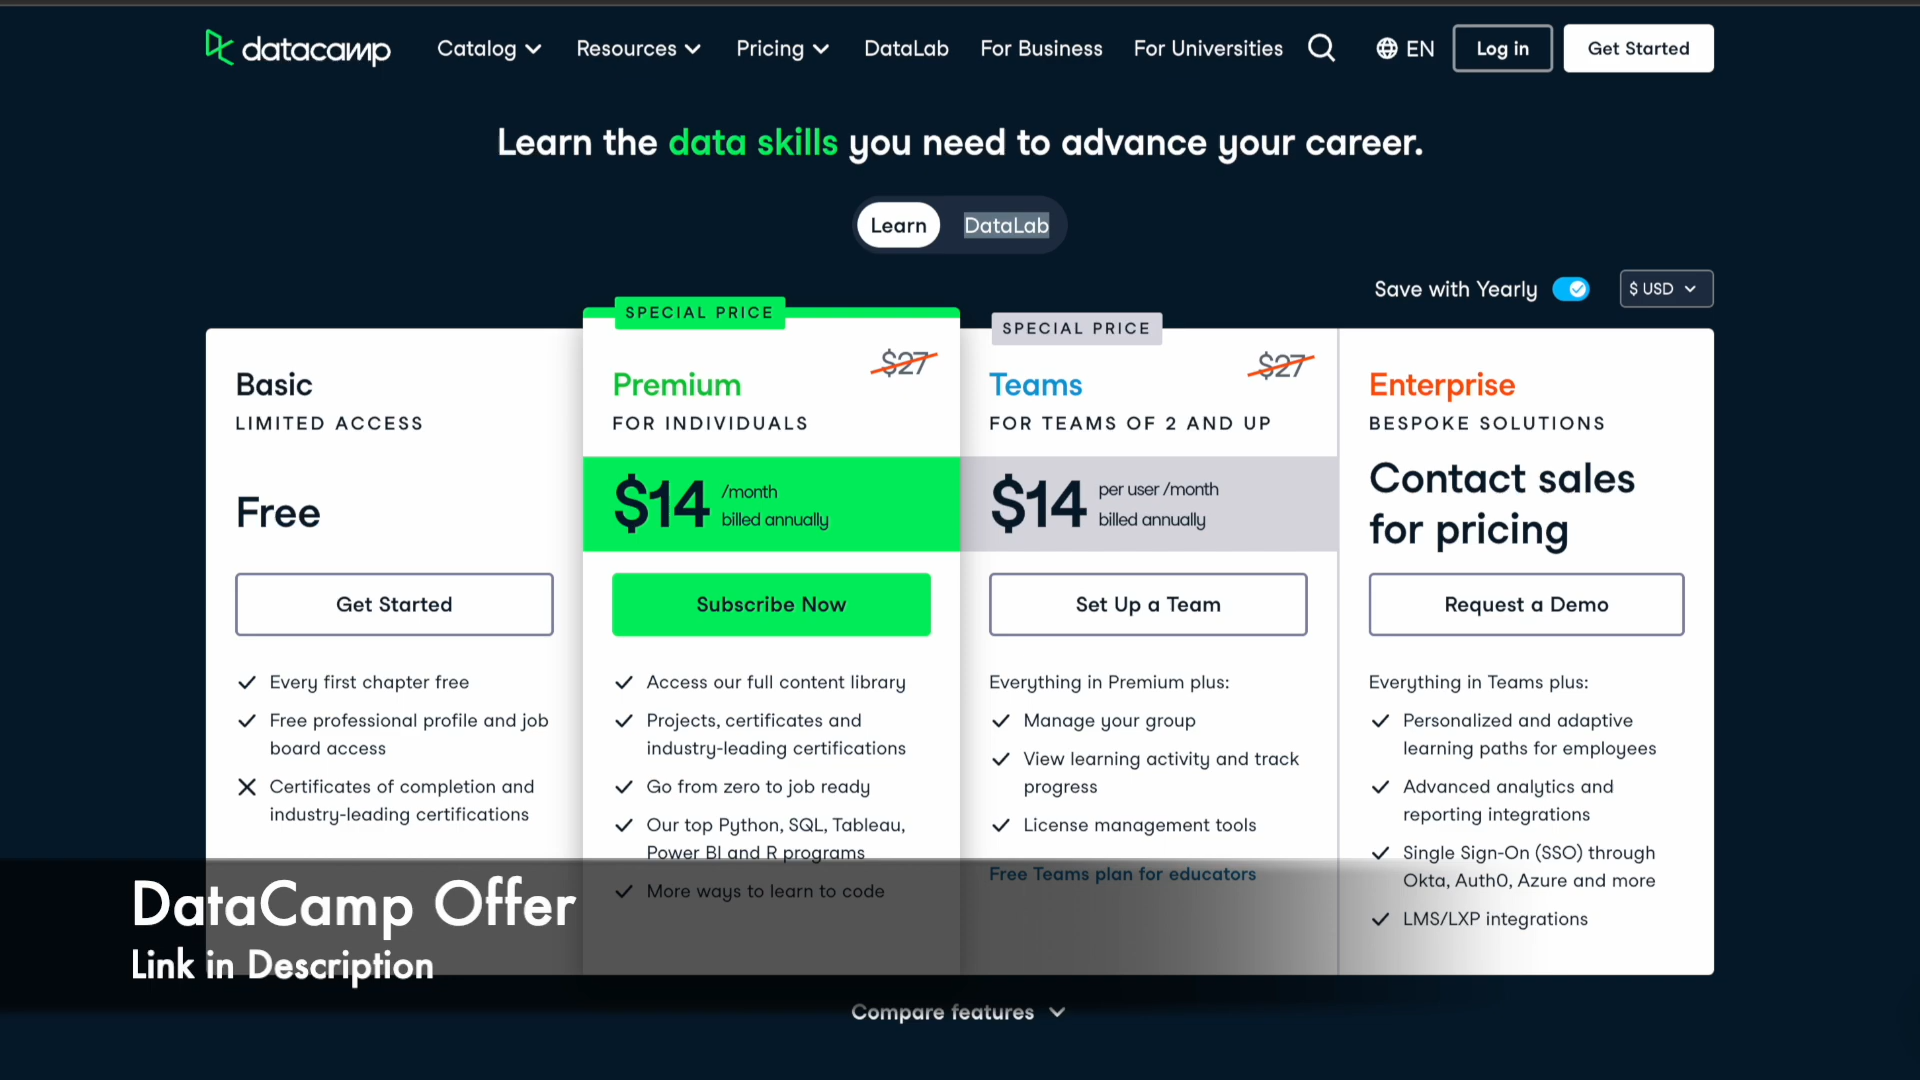 datacamp
Catalog
Resources
Pricing
DataLab
For Business
For Universities
EN
Log in
Get Started
Learn the data skills you need to advance your career.
Learn
DataLab
Save with Yearly
$ USD
Basic
LIMITED ACCESS
Free
Get Started
Every first chapter free
Free professional profile and job
board access
Certificates of completion and
industry-leading certifications
SPECIAL PRICE
$27
Premium
FOR INDIVIDUALS
$14 /month
billed annually
Subscribe Now
Access our full content library
Projects, certificates and
industry-leading certifications
Go from zero to job ready
Our top Python, SQL, Tableau,
Power BI and R programs
More ways to learn to code
SPECIAL PRICE
$27
Teams
FOR TEAMS OF 2 AND UP
$14 per user /month
billed annually
Set Up a Team
Everything in Premium plus:
Manage your group
View learning activity and track
progress
License management tools
Free Teams plan for educators
Enterprise
BESPOKE SOLUTIONS
Contact sales
for pricing
Request a Demo
Everything in Teams plus:
Personalized and adaptive
learning paths for employees
Advanced analytics and
reporting integrations
Single Sign-On (SSO) through
Okta, Auth0, Azure and more
LMS/LXP integrations
DataCamp Offer
Link in Description
Compare features